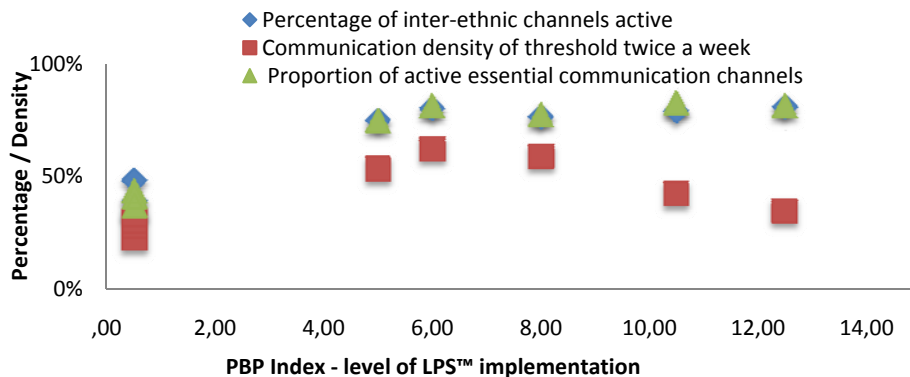 Percentage of inter-ethnic channels active
Communication density of threshold twice a week
Proportion of active essential communication channels
Percentage / Density
100%
50%
0%
,00 2,00 4,00 6,00 8,00 10,00 12,00 14,00
PBP Index - level of LPS™ implementation